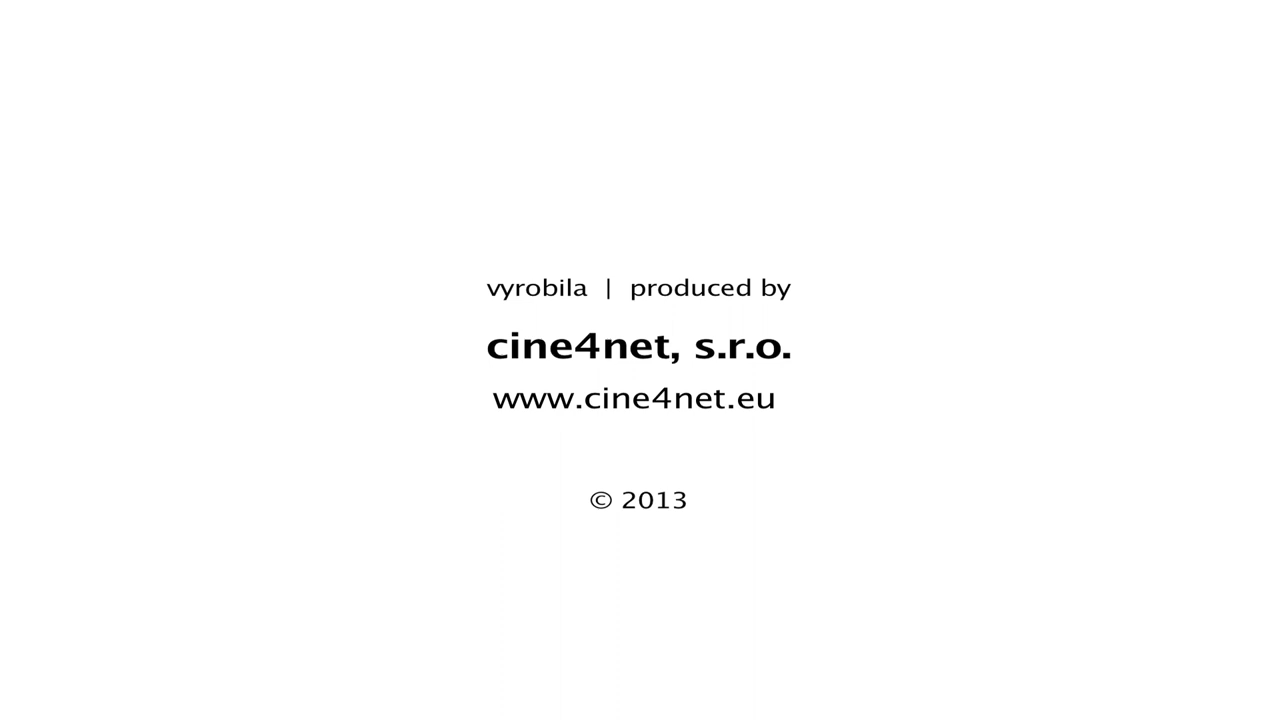 vyrobila | produced by
cine4net, s.r.o.
www.cine4net.eu
© 2013